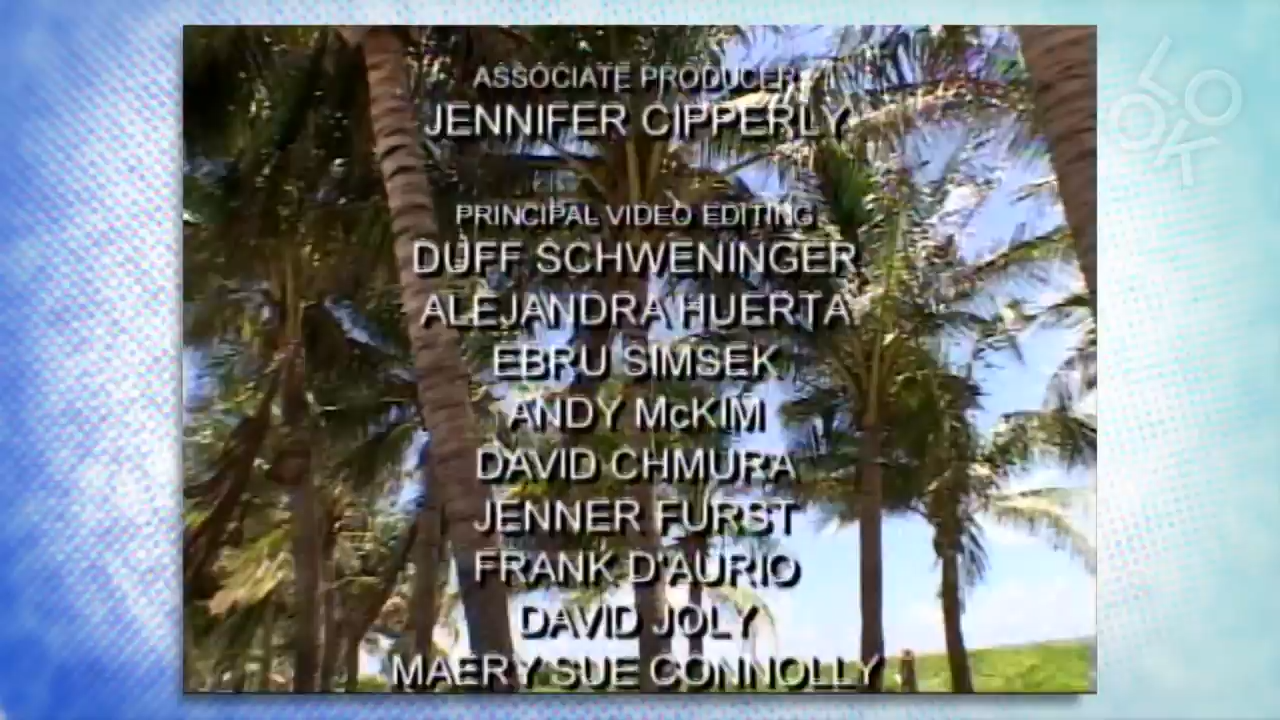 ASSOCIATE PRODUCER
JENNIFER CIPPERLY
PRINCIPAL VIDEO EDITING
DUFF SCHWENINGER
ALEJANDRA HUERTA
EBRU SIMSEK
ANDY McKIM
DAVID CHMURA
JENNER FURST
FRANK D'AURIO
DAVID JOLY
MAERY SUE CONNOLLY
LOOK